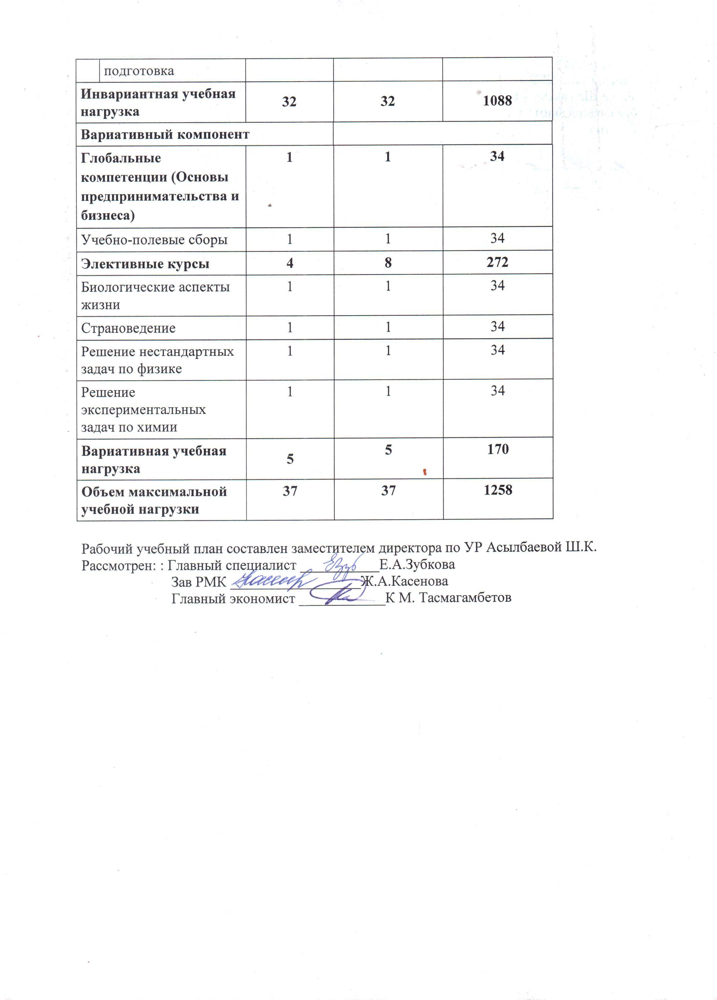 подготовка
Инвариантная учебная
нагрузка
32
32
1088
Вариативный компонент
Глобальные
компетенции (Основы
предпринимательства и
бизнеса)
1
1
34
Учебно-полевые сборы
1
1
34
Элективные курсы
4
8
272
Биологические аспекты
жизни
1
1
34
Страноведение
1
1
34
Решение нестандартных
задач по физике
1
1
34
Решение
экспериментальных
задач по химии
1
1
34
Вариативная учебная
нагрузка
5
5
170
Объем максимальной
учебной нагрузки
37
37
1258
Рабочий учебный план составлен заместителем директора по УР Асылбаевой Ш.К.
Рассмотрен: : Главный специалист ___________Е.А.Зубкова
Зав РМК __________________Ж.А.Касенова
Главный экономист ____________К М. Тасмагамбетов